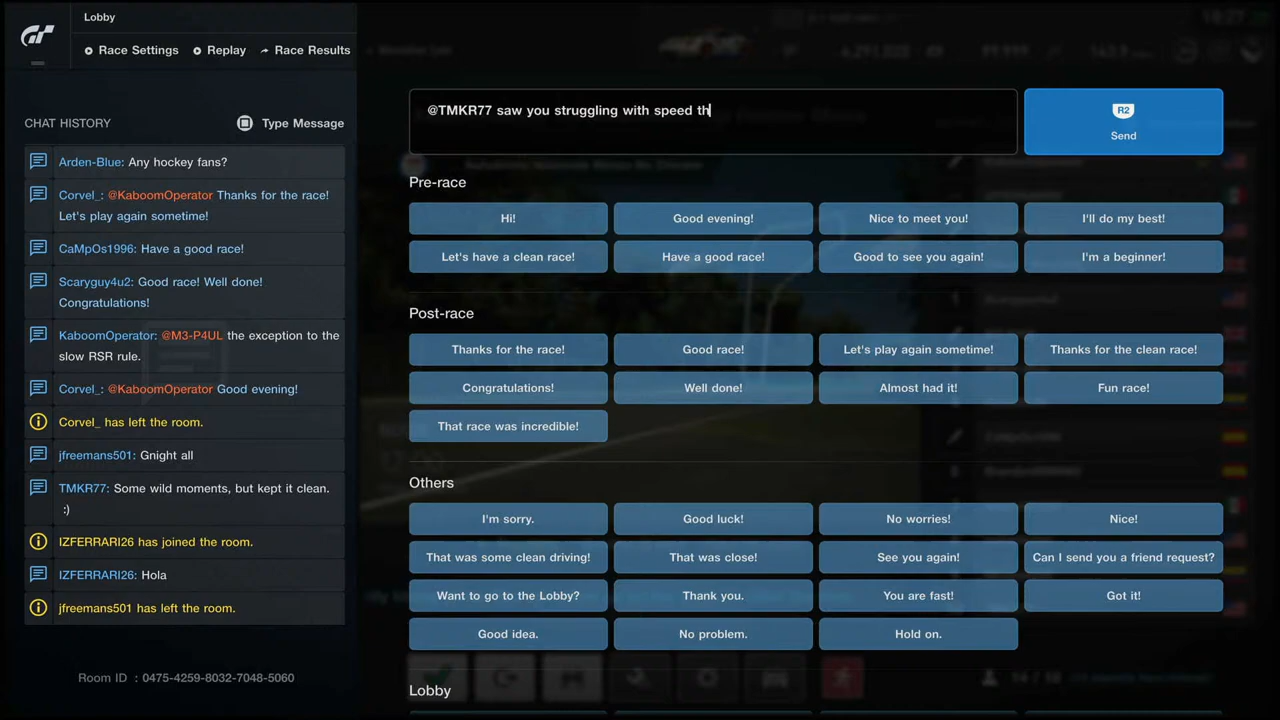 Lobby
Race Settings Replay Race Results
CHAT HISTORY Type Message
Arden-Blue: Any hockey fans?
Corvel_: @KaboomOperator Thanks for the race!
Let's play again sometime!
CaMpOs1996: Have a good race!
Scaryguy4u2: Good race! Well done!
Congratulations!
KaboomOperator: @M3-P4UL the exception to the
slow RSR rule.
Corvel_: @KaboomOperator Good evening!
Corvel_ has left the room.
jfreemans501: Gnight all
TMKR77: Some wild moments, but kept it clean.
:)
IZFERRARI26 has joined the room.
IZFERRARI26: Hola
jfreemans501 has left the room.
Room ID : 0475-4259-8032-7048-5060
@TMKR77 saw you struggling with speed th
R2
Send
Pre-race
Hi! Good evening! Nice to meet you! I'll do my best!
Let's have a clean race! Have a good race! Good to see you again! I'm a beginner!
Post-race
Thanks for the race! Good race! Let's play again sometime! Thanks for the clean race!
Congratulations! Well done! Almost had it! Fun race!
That race was incredible!
Others
I'm sorry. Good luck! No worries! Nice!
That was some clean driving! That was close! See you again! Can I send you a friend request?
Want to go to the Lobby? Thank you. You are fast! Got it!
Good idea. No problem. Hold on.
Lobby